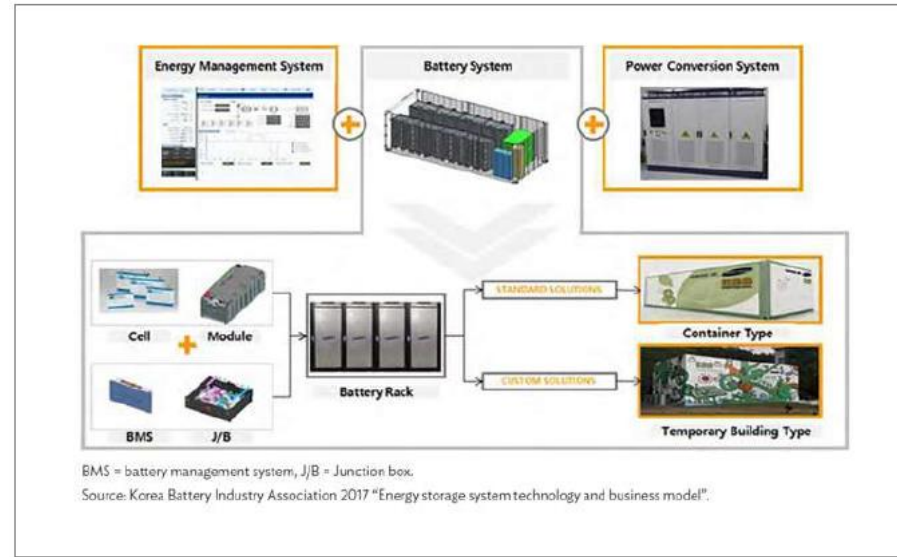 Energy Management System
Battery System
Power Conversion System
Cell
Module
BMS
J/B
Battery Rack
STANDARD SOLUTIONS
Container Type
CUSTOM SOLUTIONS
Temporary Building Type
BMS = battery management system, J/B = Junction box.
Source: Korea Battery Industry Association 2017 “Energy storage system technology and business model”.